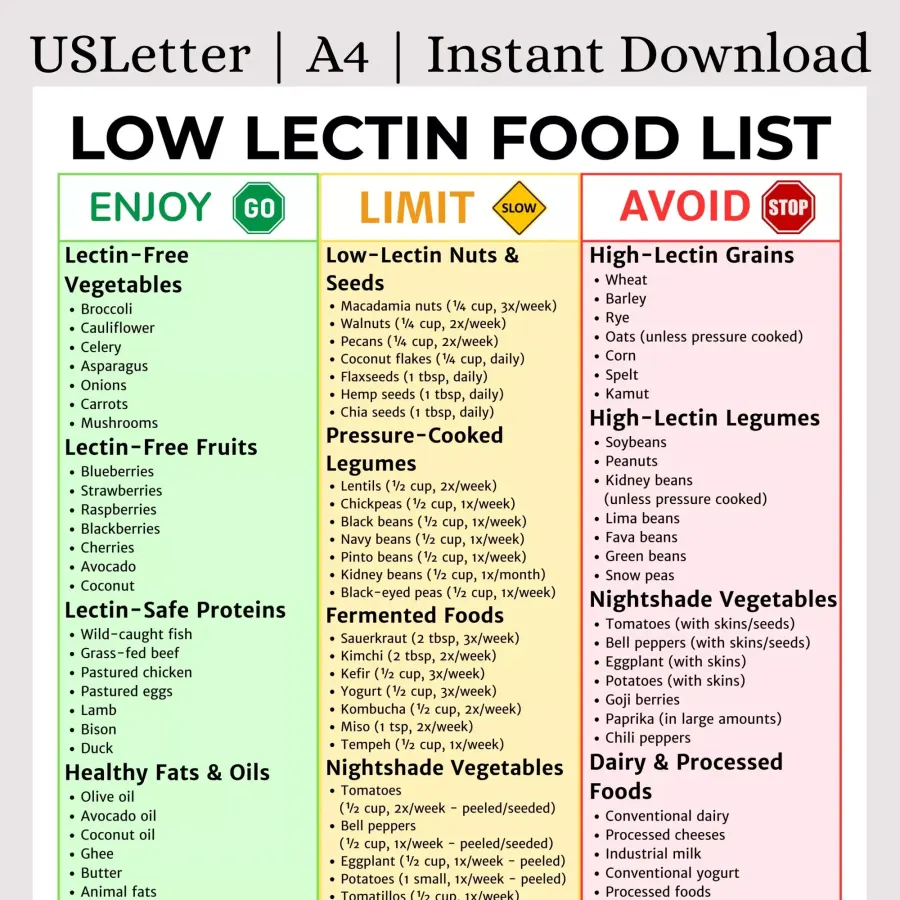 USLetter | A4 | Instant Download
LOW LECTIN FOOD LIST
ENJOY GO
Lectin-Free
Vegetables
• Broccoli
• Cauliflower
• Celery
• Asparagus
• Onions
• Carrots
• Mushrooms
Lectin-Free Fruits
• Blueberries
• Strawberries
• Raspberries
• Blackberries
• Cherries
• Avocado
• Coconut
Lectin-Safe Proteins
• Wild-caught fish
• Grass-fed beef
• Pastured chicken
• Pastured eggs
• Lamb
• Bison
• Duck
Healthy Fats & Oils
• Olive oil
• Avocado oil
• Coconut oil
• Ghee
• Butter
• Animal fats
LIMIT SLOW
Low-Lectin Nuts &
Seeds
• Macadamia nuts (¼ cup, 3x/week)
• Walnuts (¼ cup, 2x/week)
• Pecans (¼ cup, 2x/week)
• Coconut flakes (¼ cup, daily)
• Flaxseeds (1 tbsp, daily)
• Hemp seeds (1 tbsp, daily)
• Chia seeds (1 tbsp, daily)
Pressure-Cooked
Legumes
• Lentils (½ cup, 2x/week)
• Chickpeas (½ cup, 1x/week)
• Black beans (½ cup, 1x/week)
• Navy beans (½ cup, 1x/week)
• Pinto beans (½ cup, 1x/week)
• Kidney beans (½ cup, 1x/month)
• Black-eyed peas (½ cup, 1x/week)
Fermented Foods
• Sauerkraut (2 tbsp, 3x/week)
• Kimchi (2 tbsp, 2x/week)
• Kefir (½ cup, 3x/week)
• Yogurt (½ cup, 3x/week)
• Kombucha (½ cup, 2x/week)
• Miso (1 tsp, 2x/week)
• Tempeh (½ cup, 1x/week)
Nightshade Vegetables
• Tomatoes
(½ cup, 2x/week - peeled/seeded)
• Bell peppers
(½ cup, 1x/week - peeled/seeded)
• Eggplant (½ cup, 1x/week - peeled)
• Potatoes (1 small, 1x/week - peeled)
• Tomatillos (½ cup, 1x/week)
AVOID STOP
High-Lectin Grains
• Wheat
• Barley
• Rye
• Oats (unless pressure cooked)
• Corn
• Spelt
• Kamut
High-Lectin Legumes
• Soybeans
• Peanuts
• Kidney beans
(unless pressure cooked)
• Lima beans
• Fava beans
• Green beans
• Snow peas
Nightshade Vegetables
• Tomatoes (with skins/seeds)
• Bell peppers (with skins/seeds)
• Eggplant (with skins)
• Potatoes (with skins)
• Goji berries
• Paprika (in large amounts)
• Chili peppers
Dairy & Processed
Foods
• Conventional dairy
• Processed cheeses
• Industrial milk
• Conventional yogurt
• Processed foods